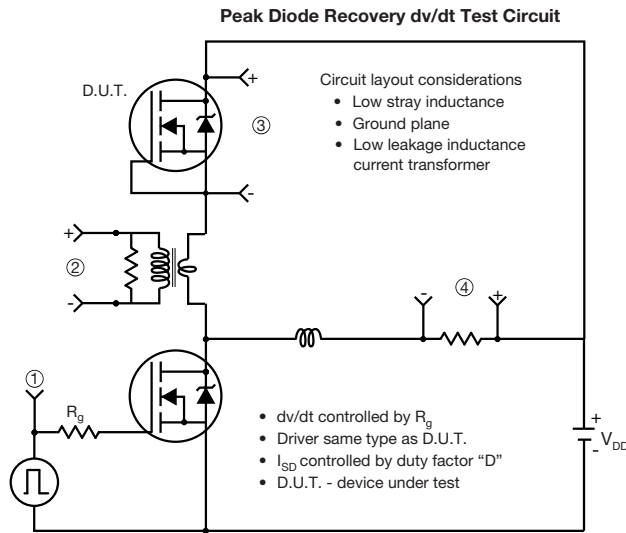 Peak Diode Recovery dv/dt Test Circuit
D.U.T.
+
③
-
Circuit layout considerations
• Low stray inductance
• Ground plane
• Low leakage inductance
current transformer
+
②
-
-
④
+
①
Rg
• dv/dt controlled by Rg
• Driver same type as D.U.T.
• ISD controlled by duty factor “D”
• D.U.T. - device under test
+
VDD
-